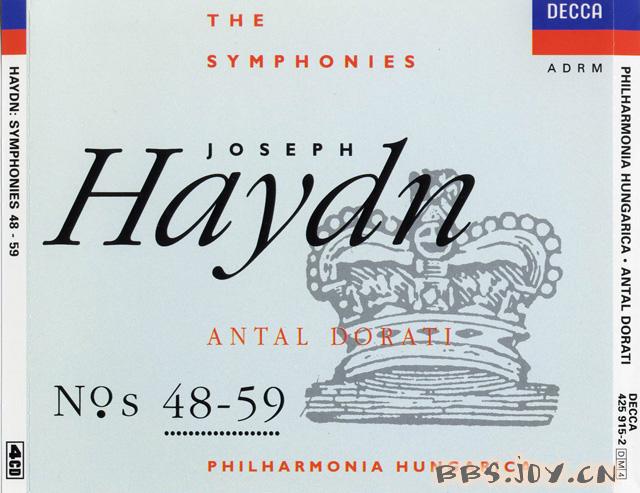 THE
SYMPHONIES
DECCA
ADRM
JOSEPH
Haydn
ANTAL DORATI
Nos 48-59
PHILHARMONIA HUNGARICA
HAYDN: SYMPHONIES 48 - 59
4CD
PHILHARMONIA HUNGARICA • ANTAL DORATI
DECCA
425 915-2
DM4
BBS.JOY.CN